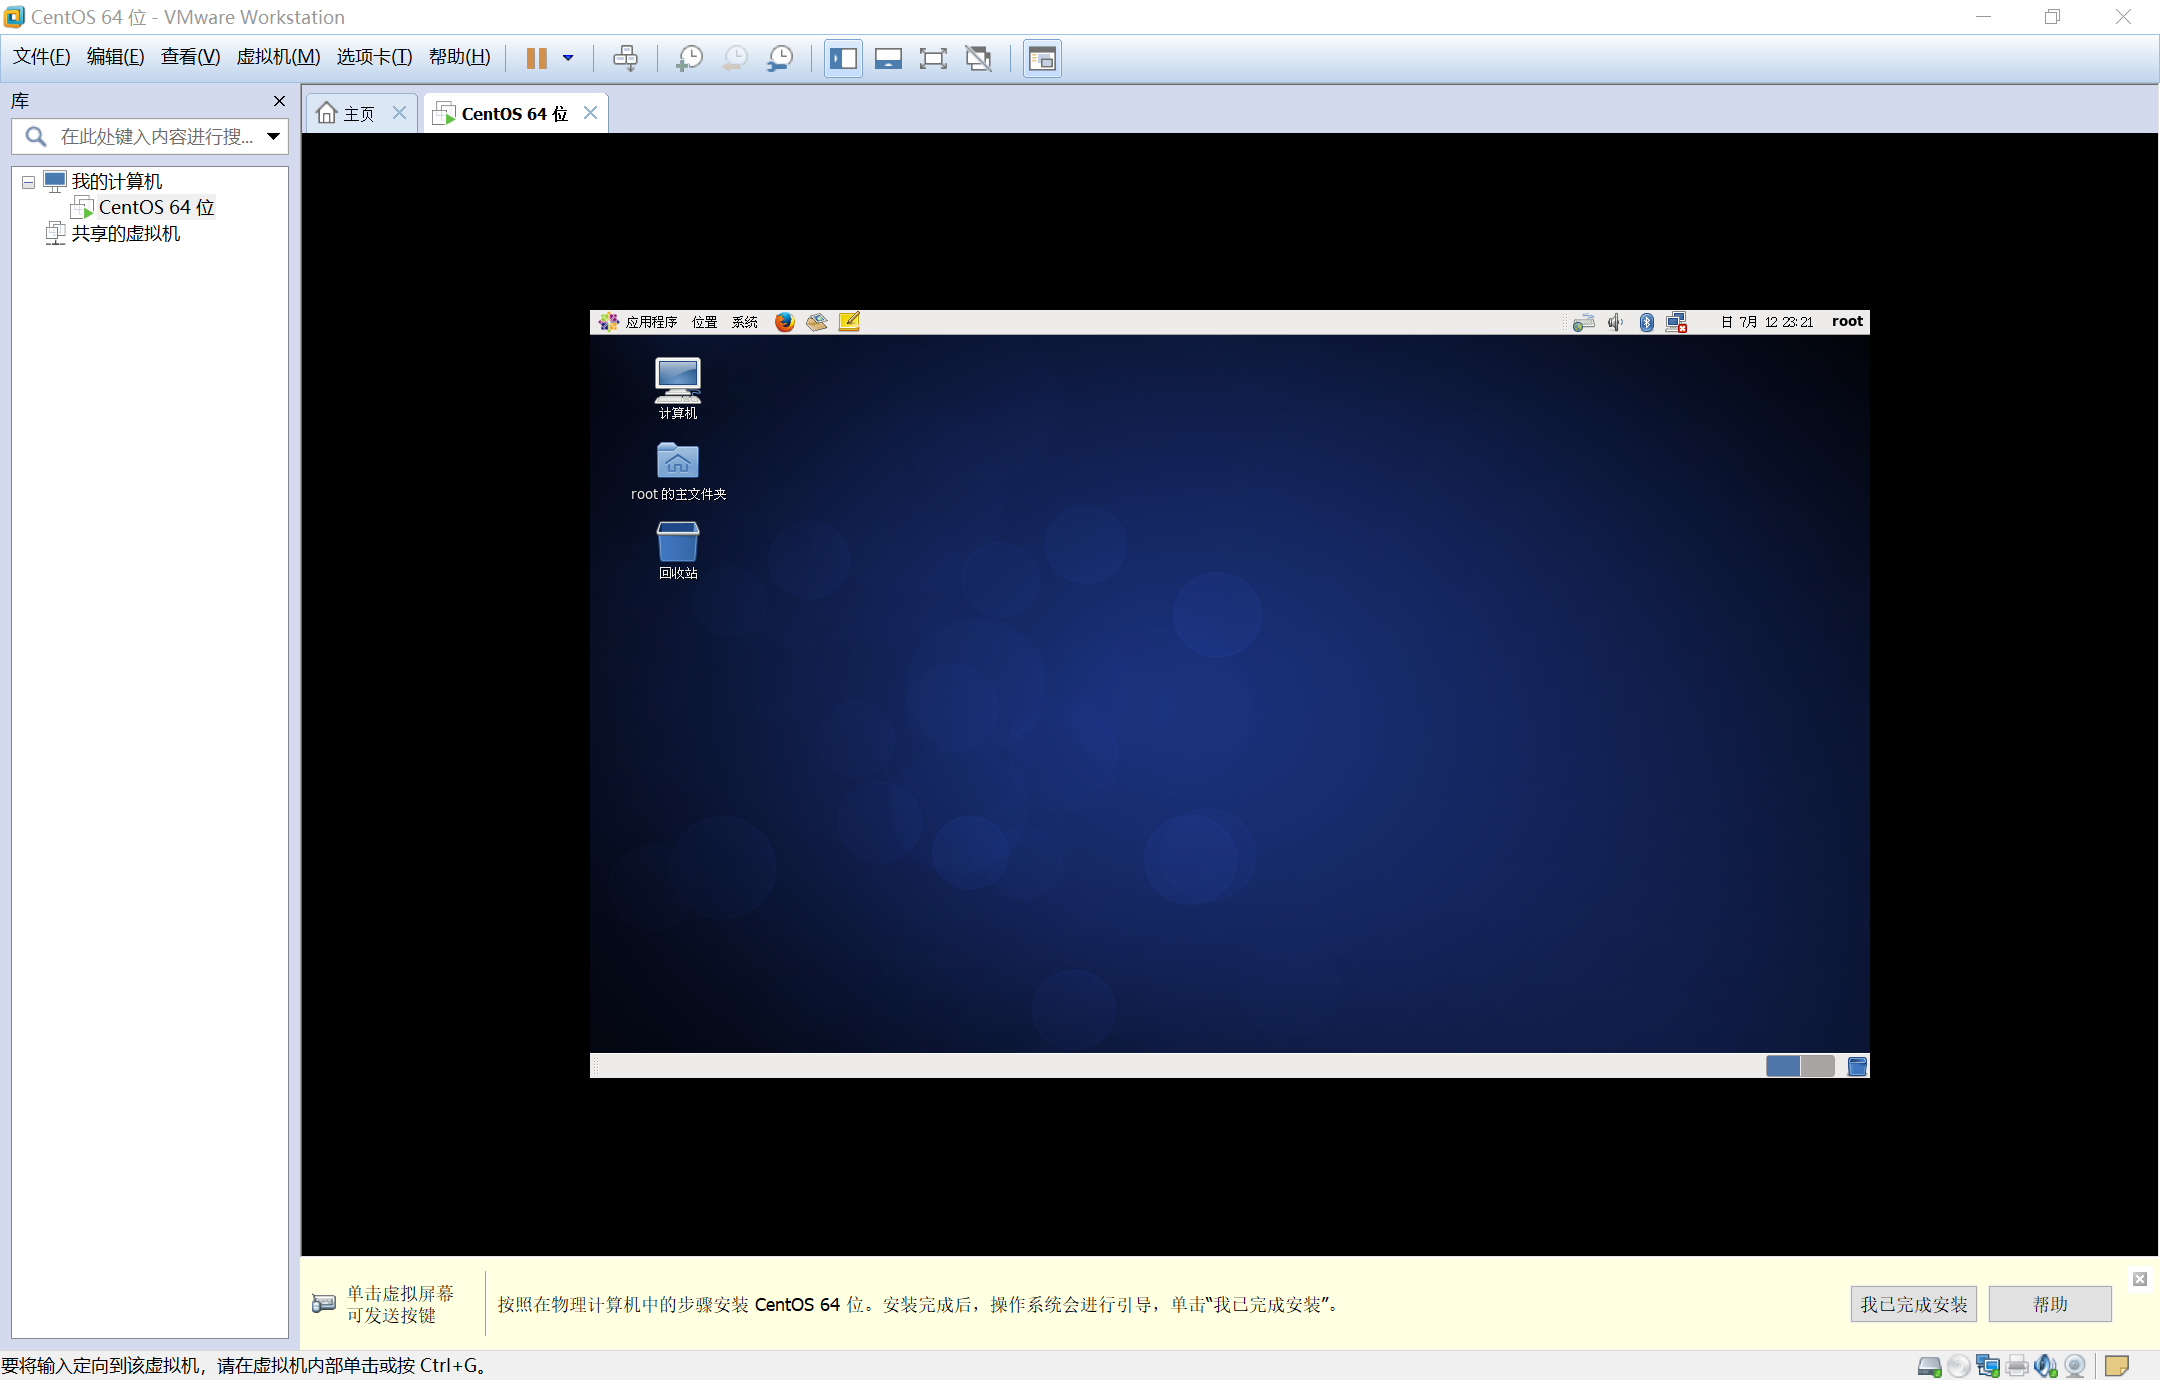 CentOS 64 位 - VMware Workstation
文件(F) 编辑(E) 查看(V) 虚拟机(M) 选项卡(T) 帮助(H)
库
在此处键入内容进行搜...
我的计算机
CentOS 64 位
共享的虚拟机
主页
CentOS 64 位
应用程序 位置 系统
日 7月 12 23:21 root
计算机
root 的主文件夹
回收站
单击虚拟屏幕
可发送按键
按照在物理计算机中的步骤安装 CentOS 64 位。安装完成后，操作系统会进行引导，单击“我已完成安装”。
我已完成安装
帮助
要将输入定向到该虚拟机，请在虚拟机内部单击或按 Ctrl+G。